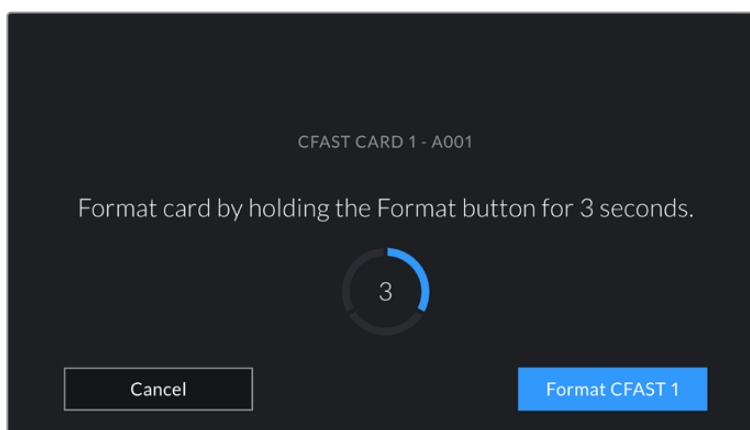 CFAST CARD 1 - A001
Format card by holding the Format button for 3 seconds.
3
Cancel
Format CFAST 1